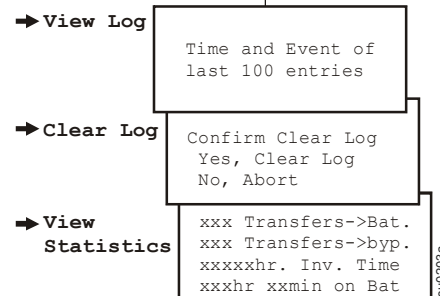 View Log
Time and Event of
last 100 entries
Clear Log
Confirm Clear Log
Yes, Clear Log
No, Abort
View
Statistics
xxx Transfers->Bat.
xxx Transfers->byp.
xxxxxhr. Inv. Time
xxxhr xxmin on Bat